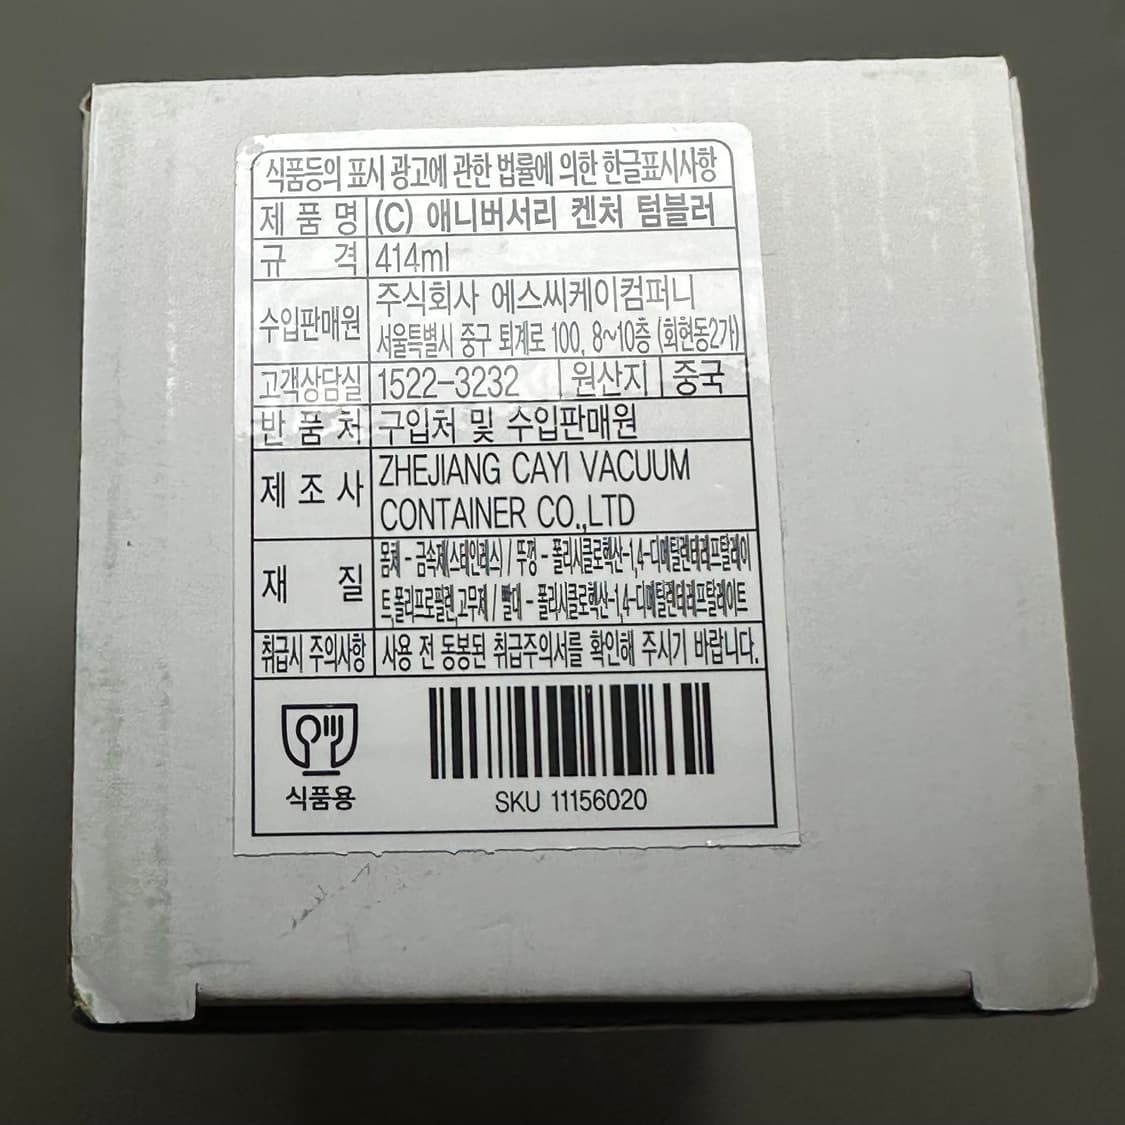 식품등의 표시 광고에 관한 법률에 의한 한글표시사항
제 품 명 (C) 애니버서리 켄처 텀블러
규 격 414ml
수입판매원 주식회사 에스씨케이컴퍼니
서울특별시 중구 퇴계로 100, 8~10층 (회현동2가)
고객상담실 1522-3232 원산지 중국
반 품 처 구입처 및 수입판매원
제 조 사 ZHEJIANG CAYI VACUUM
CONTAINER CO.,LTD
재 질 몸체 - 금속제(스테인레스) / 뚜껑 - 폴리시클로헥산-1,4-디메틸렌테레프탈레이
트,폴리프로필렌,고무제 / 빨대 - 폴리시클로헥산-1,4-디메틸렌테레프탈레이트
취급시 주의사항 사용 전 동봉된 취급주의서를 확인해 주시기 바랍니다.
식품용
SKU 11156020